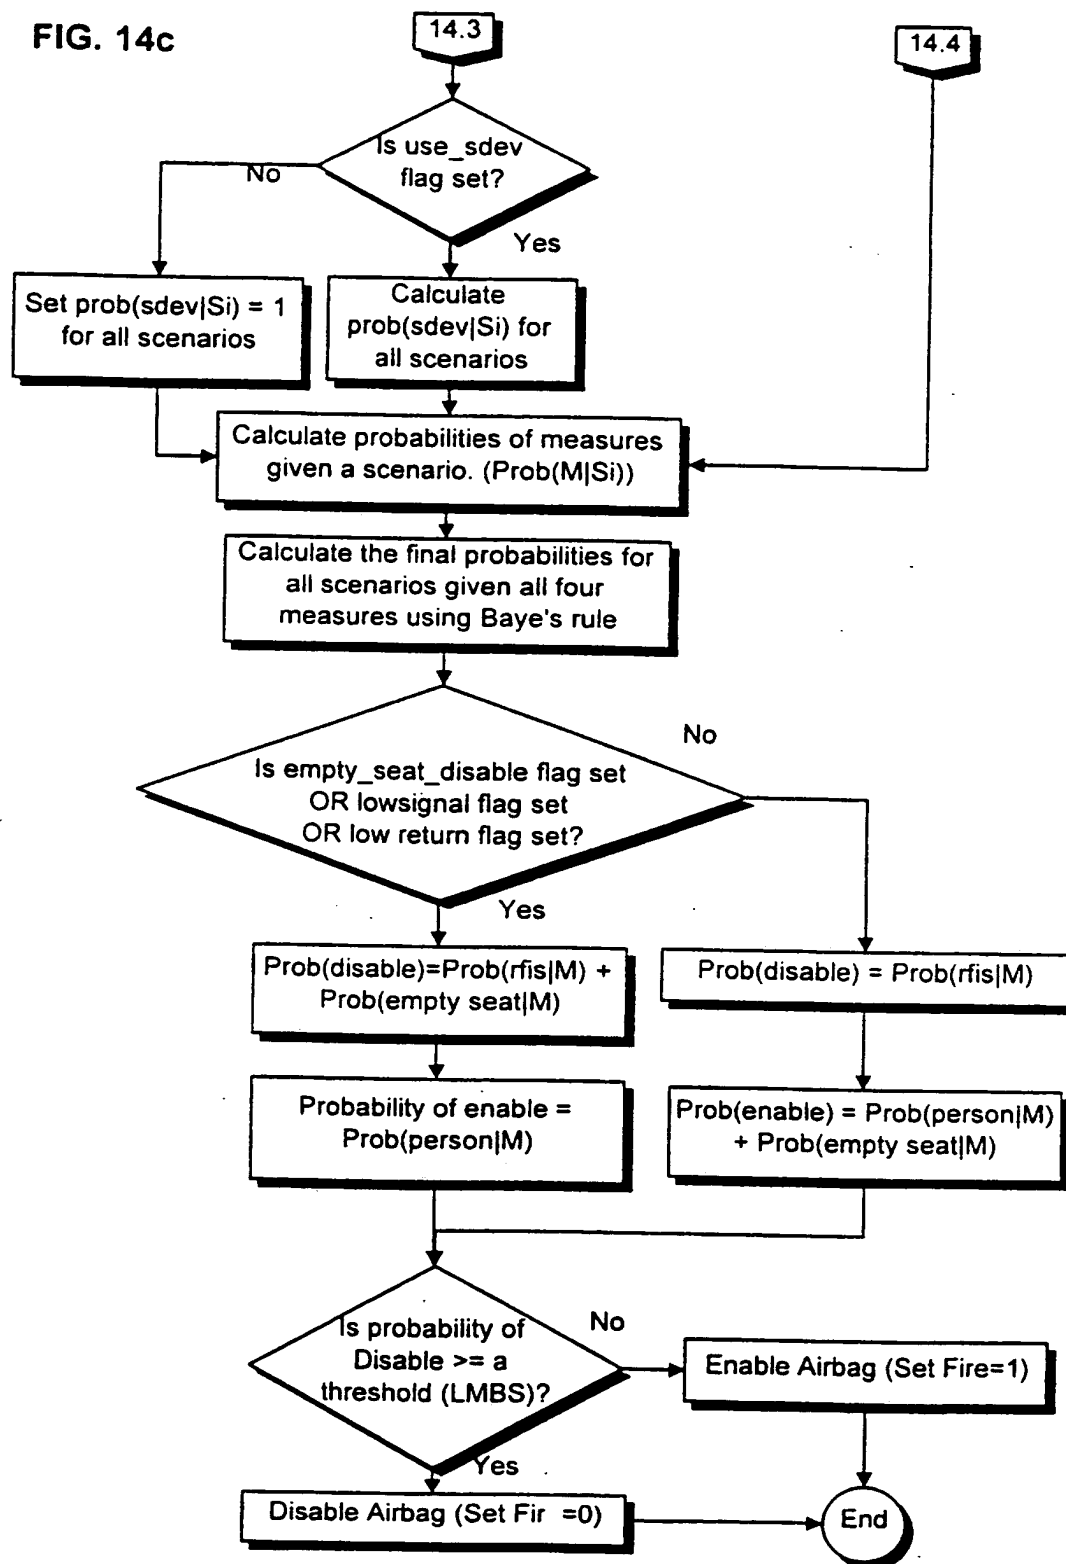 FIG. 14c
14.3
14.4
Is use_sdev
flag set?
No
Yes
Set prob(sdev|Si) = 1
for all scenarios
Calculate
prob(sdev|Si) for
all scenarios
Calculate probabilities of measures
given a scenario. (Prob(M|Si))
Calculate the final probabilities for
all scenarios given all four
measures using Baye's rule
Is empty_seat_disable flag set
OR lowsignal flag set
OR low return flag set?
No
Yes
Prob(disable)=Prob(rfis|M) +
Prob(empty seat|M)
Prob(disable) = Prob(rfis|M)
Probability of enable =
Prob(person|M)
Prob(enable) = Prob(person|M)
+ Prob(empty seat|M)
Is probability of
Disable >= a
threshold (LMBS)?
No
Yes
Enable Airbag (Set Fire=1)
Disable Airbag (Set Fir =0)
End